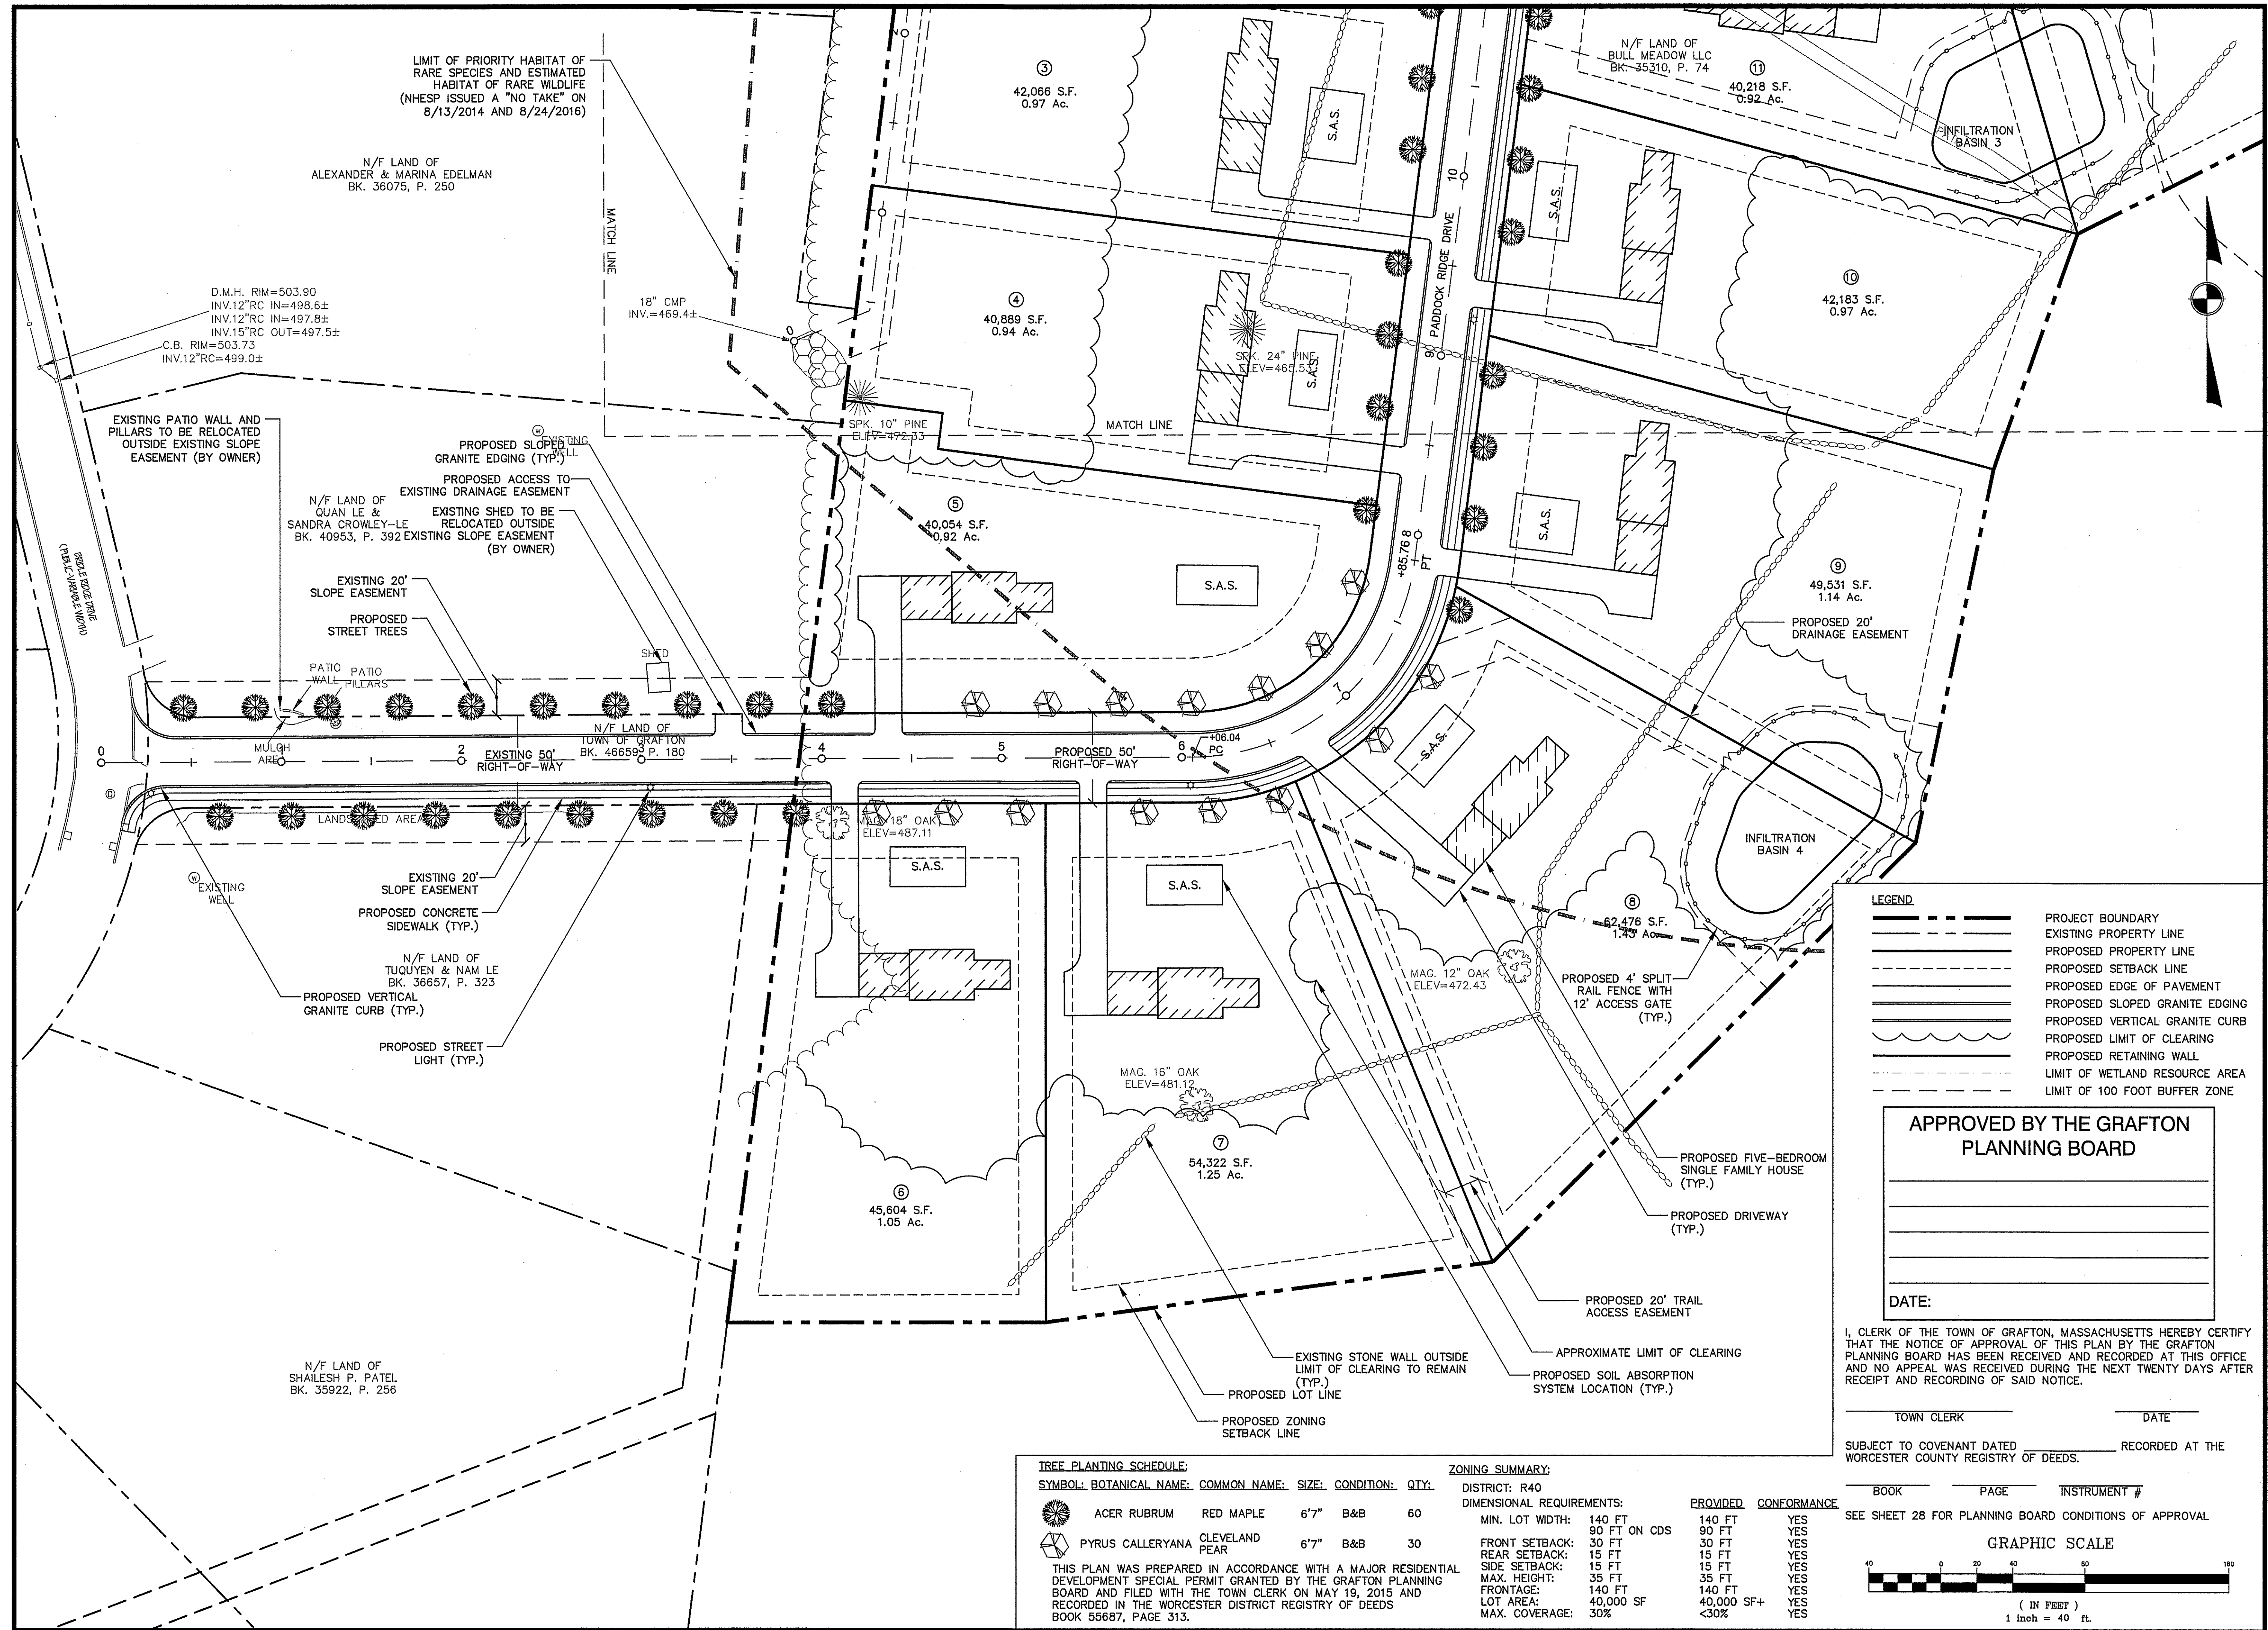 LIMIT OF PRIORITY HABITAT OF
RARE SPECIES AND ESTIMATED
HABITAT OF RARE WILDLIFE
(NHESP ISSUED A "NO TAKE" ON
8/13/2014 AND 8/24/2016)
N/F LAND OF
ALEXANDER & MARINA EDELMAN
BK. 36075, P. 250
MATCH LINE
D.M.H. RIM=503.90
INV.12"RC IN=498.6±
INV.12"RC IN=497.8±
INV.15"RC OUT=497.5±
C.B. RIM=503.73
INV.12"RC=499.0±
18" CMP
INV.=469.4±
0
3
42,066 S.F.
0.97 Ac.
S.A.S.
4
40,889 S.F.
0.94 Ac.
SPK. 24" PINE
ELEV=465.53
S.A.S.
10
PADDOCK RIDGE DRIVE
9
N/F LAND OF
BULL MEADOW LLC
BK. 35310, P. 74
11
40,218 S.F.
0.92 Ac.
INFILTRATION
BASIN 3
S.A.S.
10
42,183 S.F.
0.97 Ac.
EXISTING PATIO WALL AND
PILLARS TO BE RELOCATED
OUTSIDE EXISTING SLOPE
EASEMENT (BY OWNER)
W
EXISTING
WELL
PROPOSED SLOPED
GRANITE EDGING (TYP.)
PROPOSED ACCESS TO
EXISTING DRAINAGE EASEMENT
EXISTING SHED TO BE
RELOCATED OUTSIDE
EXISTING SLOPE EASEMENT
(BY OWNER)
N/F LAND OF
QUAN LE &
SANDRA CROWLEY-LE
BK. 40953, P. 392
SPK. 10" PINE
ELEV=472.33
MATCH LINE
5
40,054 S.F.
0.92 Ac.
S.A.S.
8
+85.76
PT
S.A.S.
9
49,531 S.F.
1.14 Ac.
PROPOSED 20'
DRAINAGE EASEMENT
BRIDLE RIDGE DRIVE
(PUBLIC-VARIABLE WIDTH)
EXISTING 20'
SLOPE EASEMENT
PROPOSED
STREET TREES
SHED
PATIO
WALL
PATIO
PILLARS
MULCH
AREA
N/F LAND OF
TOWN OF GRAFTON
BK. 46659, P. 180
0
1
2
3
4
5
6
7
EXISTING 50'
RIGHT-OF-WAY
PROPOSED 50'
RIGHT-OF-WAY
+06.04
PC
D
LANDSCAPED AREA
MAG. 18" OAK
ELEV=487.11
S.A.S.
S.A.S.
S.A.S.
INFILTRATION
BASIN 4
W
EXISTING
WELL
EXISTING 20'
SLOPE EASEMENT
PROPOSED CONCRETE
SIDEWALK (TYP.)
N/F LAND OF
TUQUYEN & NAM LE
BK. 36657, P. 323
PROPOSED VERTICAL
GRANITE CURB (TYP.)
PROPOSED STREET
LIGHT (TYP.)
8
62,476 S.F.
1.43 Ac.
MAG. 12" OAK
ELEV=472.43
PROPOSED 4' SPLIT
RAIL FENCE WITH
12' ACCESS GATE
(TYP.)
MAG. 16" OAK
ELEV=481.12
7
54,322 S.F.
1.25 Ac.
6
45,604 S.F.
1.05 Ac.
PROPOSED FIVE-BEDROOM
SINGLE FAMILY HOUSE
(TYP.)
PROPOSED DRIVEWAY
(TYP.)
PROPOSED 20' TRAIL
ACCESS EASEMENT
APPROXIMATE LIMIT OF CLEARING
PROPOSED SOIL ABSORPTION
SYSTEM LOCATION (TYP.)
EXISTING STONE WALL OUTSIDE
LIMIT OF CLEARING TO REMAIN
(TYP.)
PROPOSED LOT LINE
PROPOSED ZONING
SETBACK LINE
N/F LAND OF
SHAILESH P. PATEL
BK. 35922, P. 256
LEGEND
PROJECT BOUNDARY
EXISTING PROPERTY LINE
PROPOSED PROPERTY LINE
PROPOSED SETBACK LINE
PROPOSED EDGE OF PAVEMENT
PROPOSED SLOPED GRANITE EDGING
PROPOSED VERTICAL GRANITE CURB
PROPOSED LIMIT OF CLEARING
PROPOSED RETAINING WALL
LIMIT OF WETLAND RESOURCE AREA
LIMIT OF 100 FOOT BUFFER ZONE
APPROVED BY THE GRAFTON
PLANNING BOARD
DATE:
I, CLERK OF THE TOWN OF GRAFTON, MASSACHUSETTS HEREBY CERTIFY
THAT THE NOTICE OF APPROVAL OF THIS PLAN BY THE GRAFTON
PLANNING BOARD HAS BEEN RECEIVED AND RECORDED AT THIS OFFICE
AND NO APPEAL WAS RECEIVED DURING THE NEXT TWENTY DAYS AFTER
RECEIPT AND RECORDING OF SAID NOTICE.
TOWN CLERK DATE
SUBJECT TO COVENANT DATED RECORDED AT THE
WORCESTER COUNTY REGISTRY OF DEEDS.
BOOK PAGE INSTRUMENT #
SEE SHEET 28 FOR PLANNING BOARD CONDITIONS OF APPROVAL
GRAPHIC SCALE
40 0 20 40 80 160
( IN FEET )
1 inch = 40 ft.
TREE PLANTING SCHEDULE:
SYMBOL: BOTANICAL NAME: COMMON NAME: SIZE: CONDITION: QTY:
ACER RUBRUM RED MAPLE 6'7" B&B 60
PYRUS CALLERYANA CLEVELAND PEAR 6'7" B&B 30
THIS PLAN WAS PREPARED IN ACCORDANCE WITH A MAJOR RESIDENTIAL
DEVELOPMENT SPECIAL PERMIT GRANTED BY THE GRAFTON PLANNING
BOARD AND FILED WITH THE TOWN CLERK ON MAY 19, 2015 AND
RECORDED IN THE WORCESTER DISTRICT REGISTRY OF DEEDS
BOOK 55687, PAGE 313.
ZONING SUMMARY:
DISTRICT: R40
DIMENSIONAL REQUIREMENTS: PROVIDED CONFORMANCE
MIN. LOT WIDTH: 140 FT 140 FT YES
90 FT ON CDS 90 FT YES
FRONT SETBACK: 30 FT 30 FT YES
REAR SETBACK: 15 FT 15 FT YES
SIDE SETBACK: 15 FT 15 FT YES
MAX. HEIGHT: 35 FT 35 FT YES
FRONTAGE: 140 FT 140 FT YES
LOT AREA: 40,000 SF 40,000 SF+ YES
MAX. COVERAGE: 30% <30% YES